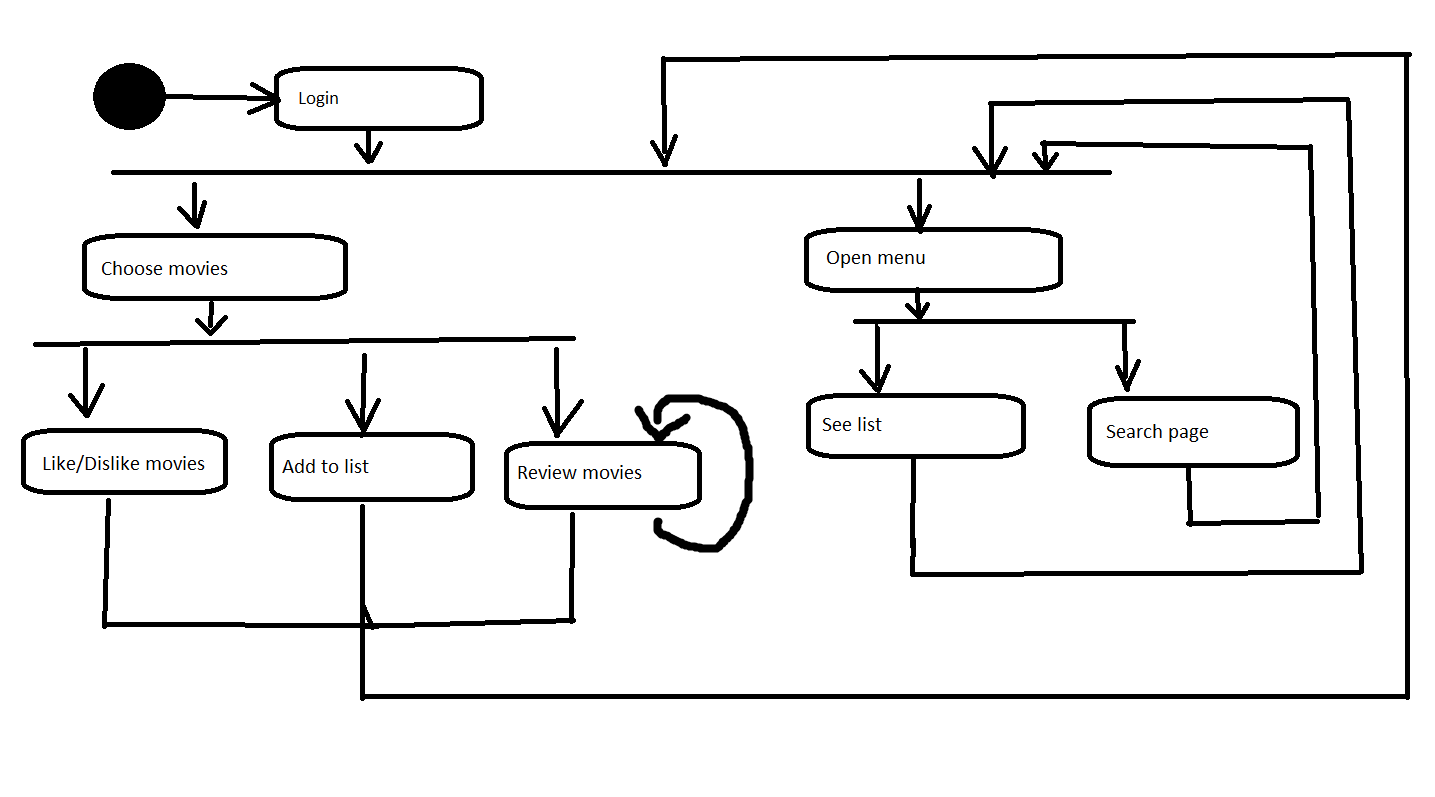 Login
Choose movies
Open menu
See list
Search page
Like/Dislike movies
Add to list
Review movies